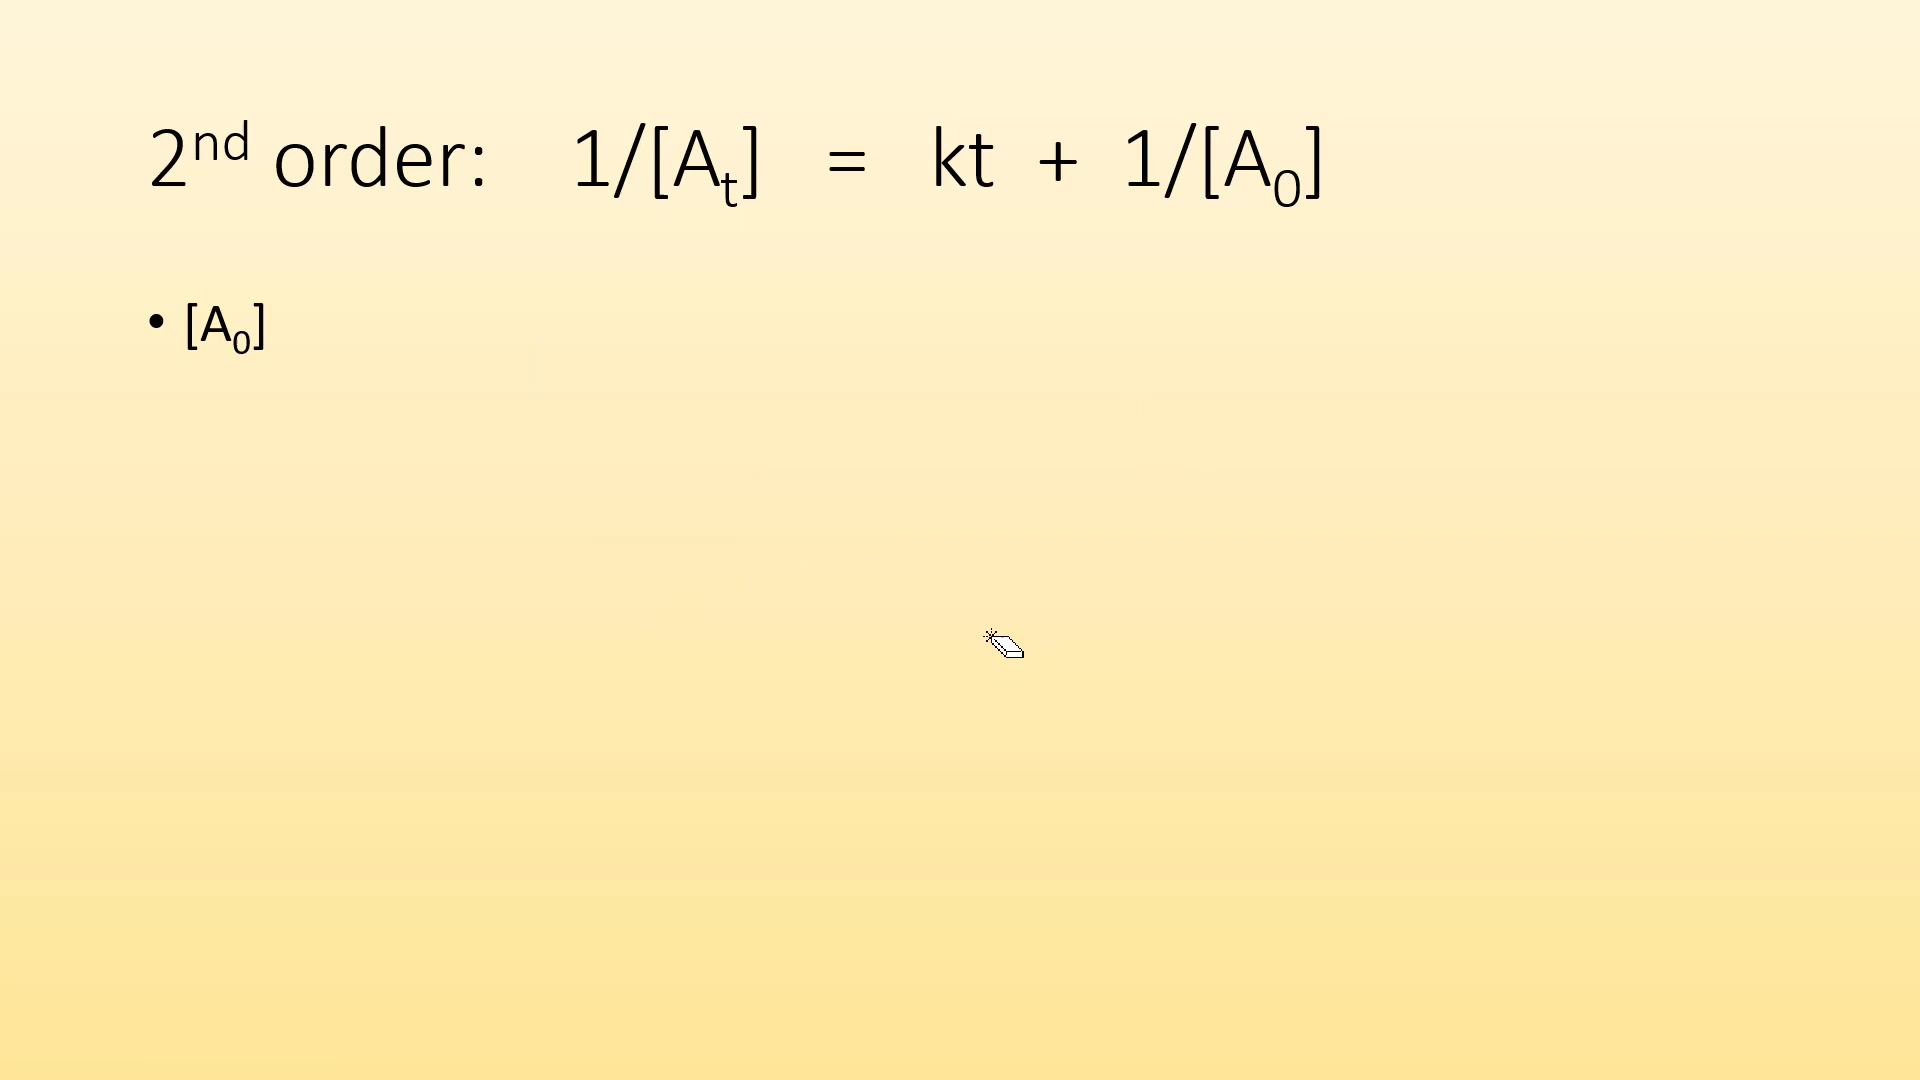 2nd order: 1/[At] = kt + 1/[A0]
• [A0]